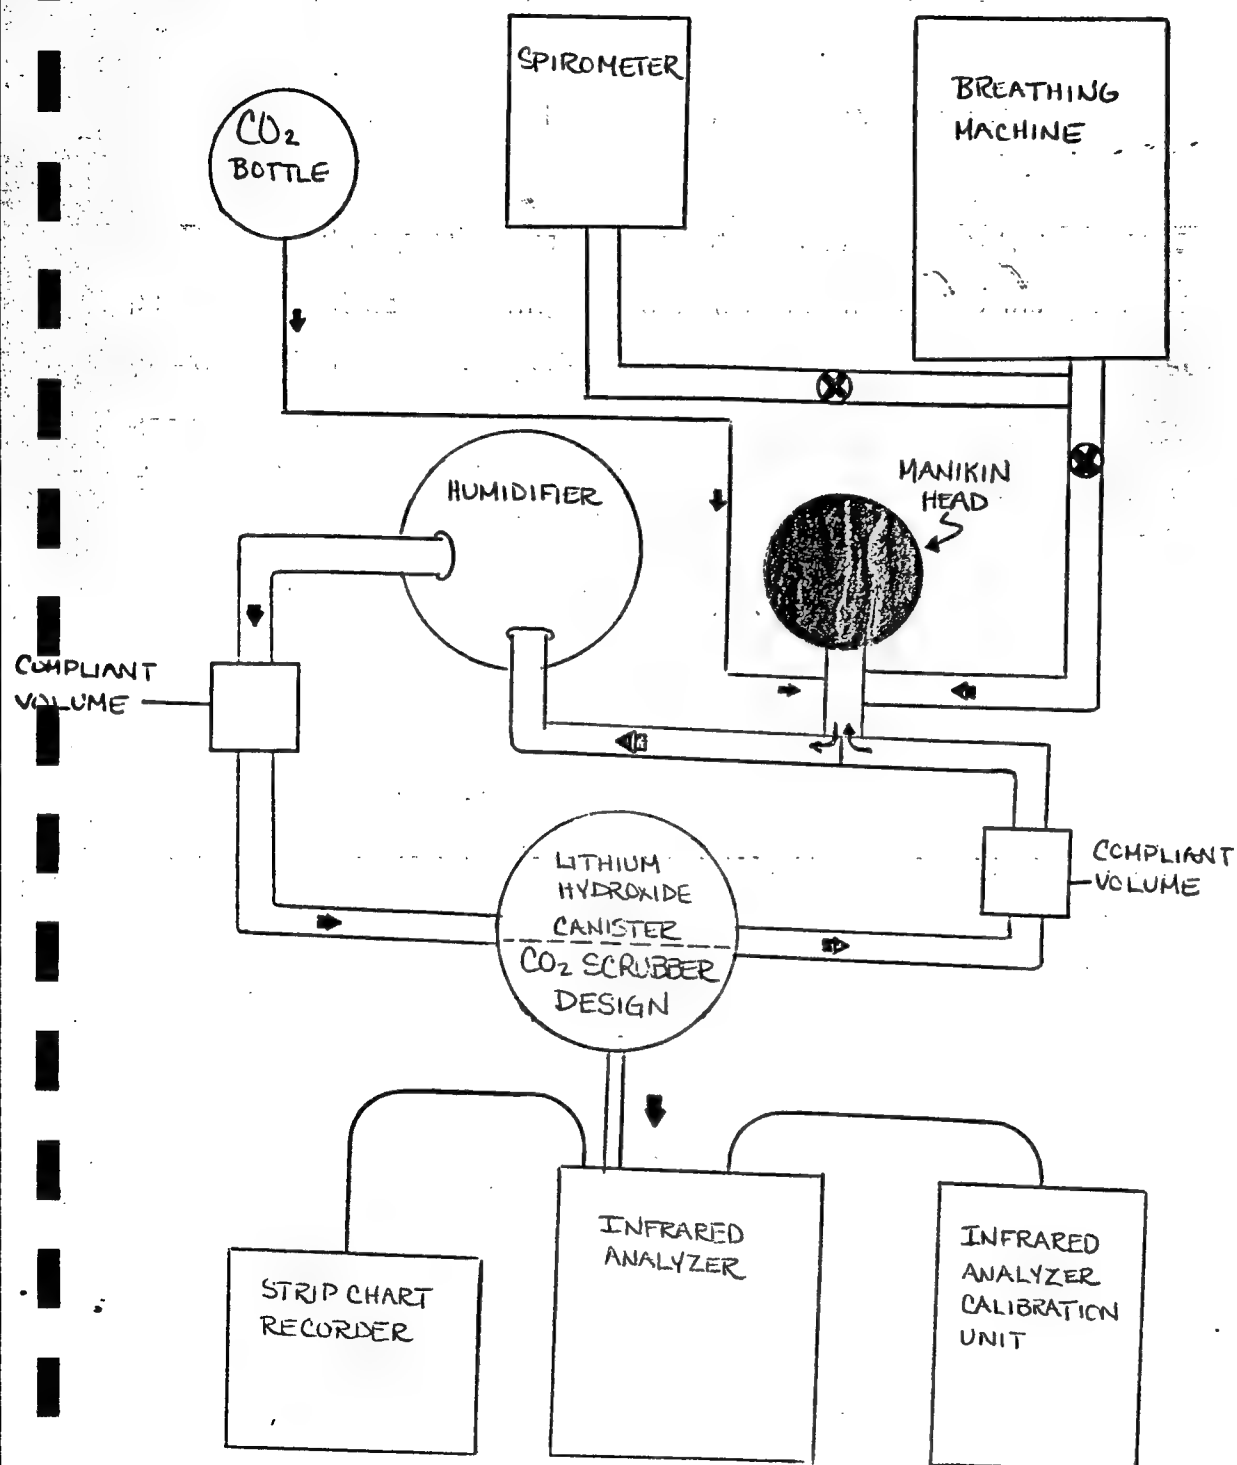 SPIROMETER
BREATHING
MACHINE
CO₂
BOTTLE
MANIKIN
HEAD
HUMIDIFIER
COMPLIANT
VOLUME
COMPLIANT
VOLUME
LITHIUM
HYDROXIDE
CANISTER
CO₂ SCRUBBER
DESIGN
INFRARED
ANALYZER
INFRARED
ANALYZER
CALIBRATION
UNIT
STRIP CHART
RECORDER